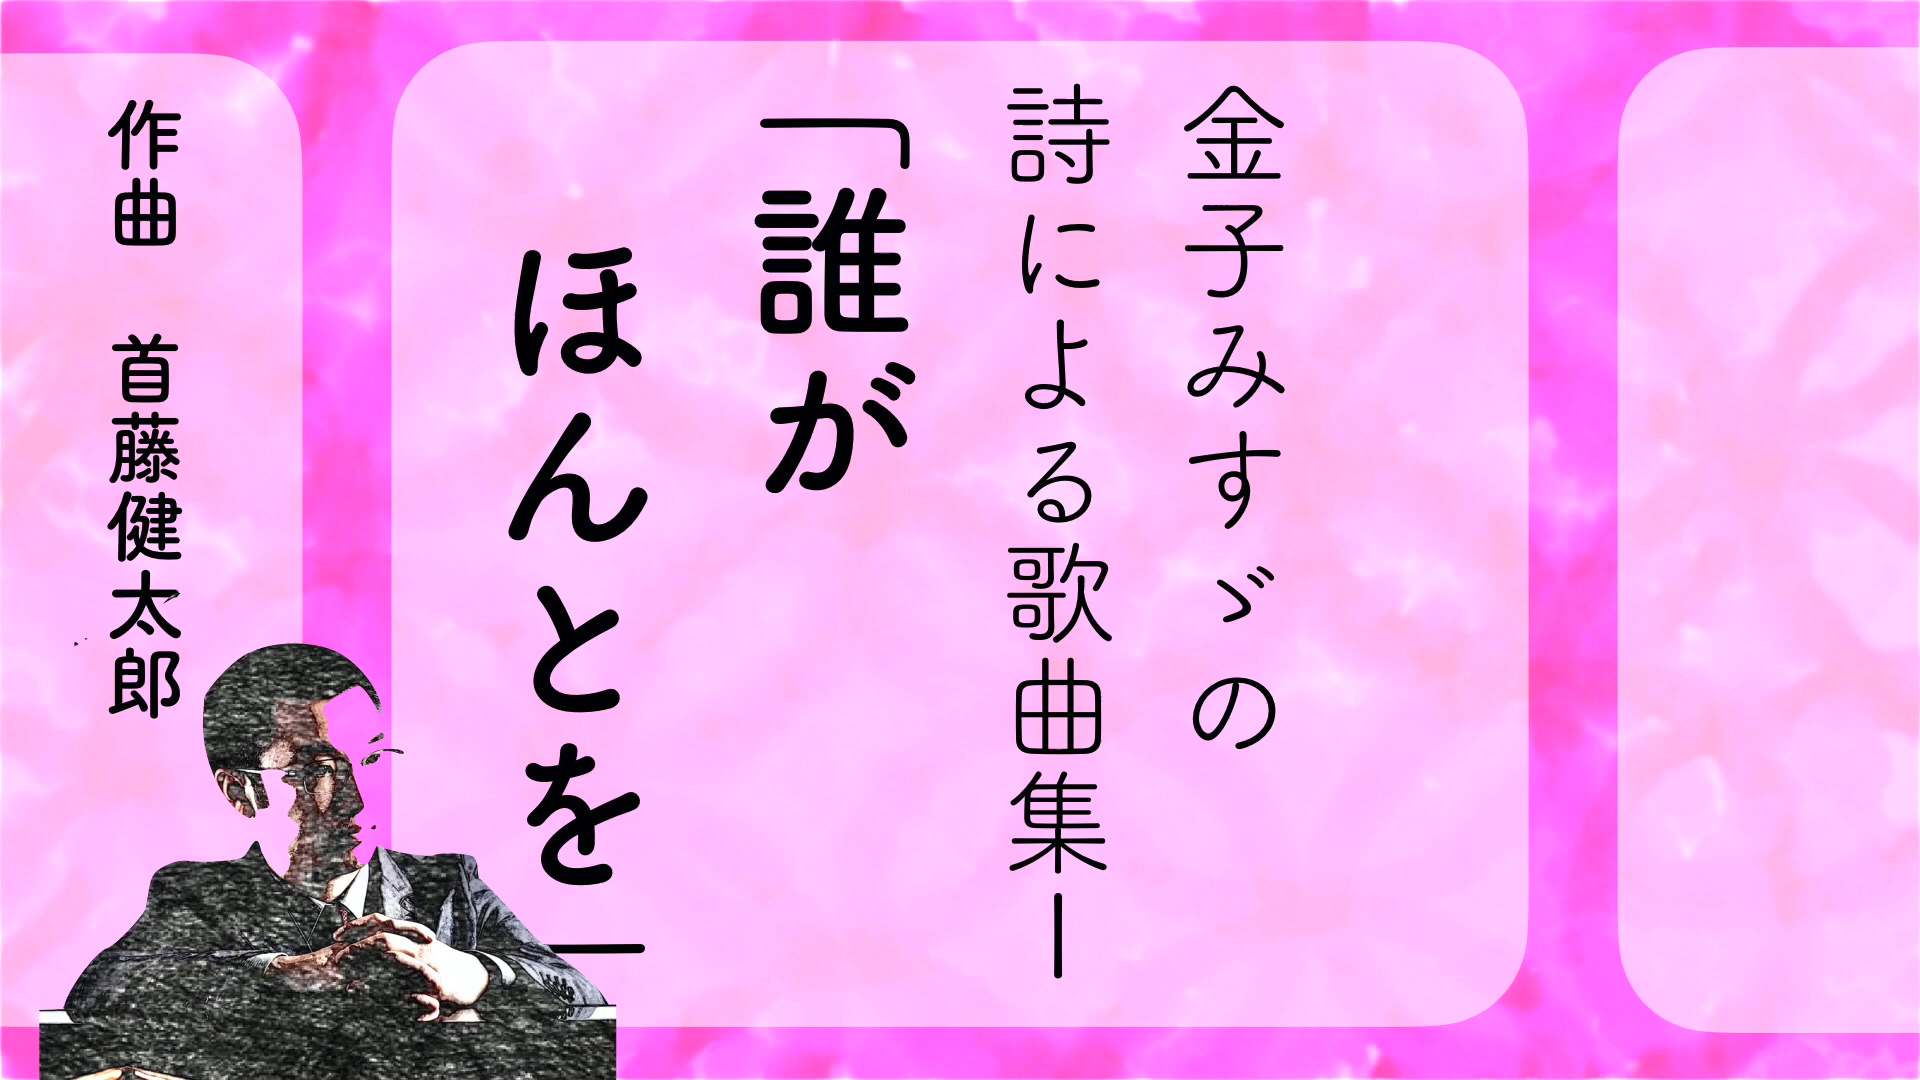 金子みすゞの
詩による歌曲集ー
「誰が
ほんとを」
作曲　首藤健太郎